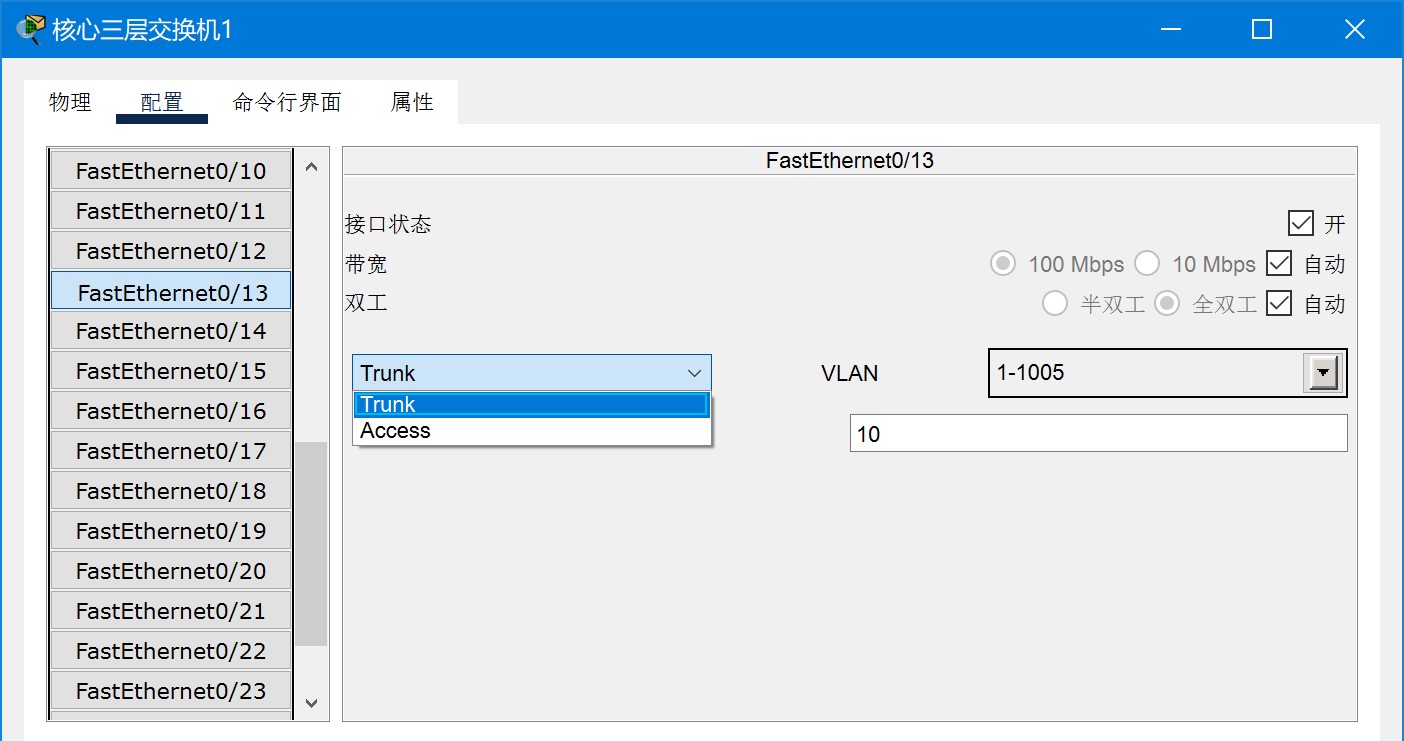 核心三层交换机1
物理 配置 命令行界面 属性
FastEthernet0/10
FastEthernet0/11
FastEthernet0/12
FastEthernet0/13
FastEthernet0/14
FastEthernet0/15
FastEthernet0/16
FastEthernet0/17
FastEthernet0/18
FastEthernet0/19
FastEthernet0/20
FastEthernet0/21
FastEthernet0/22
FastEthernet0/23
FastEthernet0/13
接口状态 开
带宽 100 Mbps 10 Mbps 自动
双工 半双工 全双工 自动
Trunk VLAN 1-1005
Trunk
Access
10